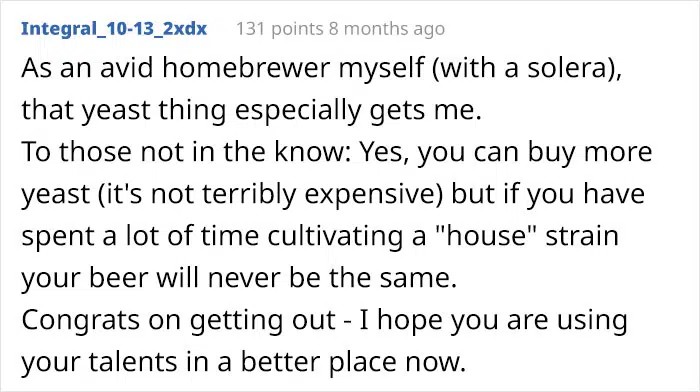 Integral_10-13_2xdx 131 points 8 months ago
As an avid homebrewer myself (with a solera),
that yeast thing especially gets me.
To those not in the know: Yes, you can buy more
yeast (it's not terribly expensive) but if you have
spent a lot of time cultivating a "house" strain
your beer will never be the same.
Congrats on getting out - I hope you are using
your talents in a better place now.